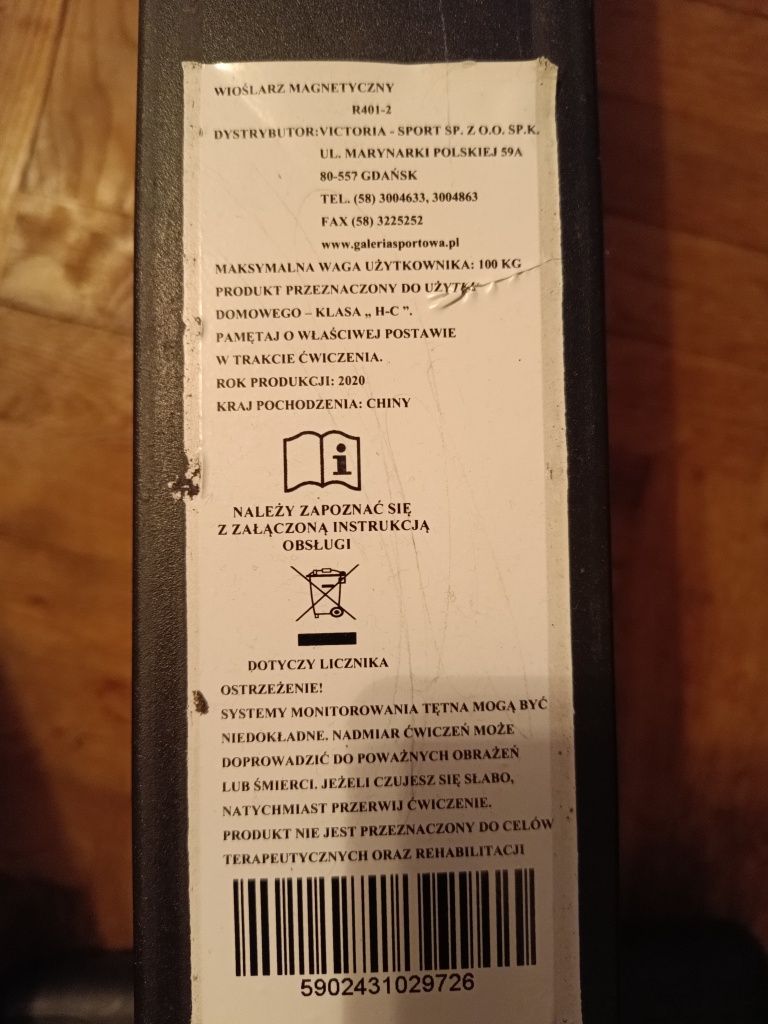 WIOŚLARZ MAGNETYCZNY
R401-2
DYSTRYBUTOR:VICTORIA - SPORT SP. Z O.O. SP.K.
UL. MARYNARKI POLSKIEJ 59A
80-557 GDAŃSK
TEL. (58) 3004633, 3004863
FAX (58) 3225252
www.galeriasportowa.pl
MAKSYMALNA WAGA UŻYTKOWNIKA: 100 KG
PRODUKT PRZEZNACZONY DO UŻYTKU
DOMOWEGO – KLASA „ H-C ”.
PAMĘTAJ O WŁAŚCIWEJ POSTAWIE
W TRAKCIE ĆWICZENIA.
ROK PRODUKCJI: 2020
KRAJ POCHODZENIA: CHINY
i
NALEŻY ZAPOZNAĆ SIĘ
Z ZAŁĄCZONĄ INSTRUKCJĄ
OBSŁUGI
DOTYCZY LICZNIKA
OSTRZEŻENIE!
SYSTEMY MONITOROWANIA TĘTNA MOGĄ BYĆ
NIEDOKŁADNE. NADMIAR ĆWICZEŃ MOŻE
DOPROWADZIĆ DO POWAŻNYCH OBRAŻEŃ
LUB ŚMIERCI. JEŻELI CZUJESZ SIĘ SŁABO,
NATYCHMIAST PRZERWIJ ĆWICZENIE.
PRODUKT NIE JEST PRZEZNACZONY DO CELÓW
TERAPEUTYCZNYCH ORAZ REHABILITACJI
5902431029726